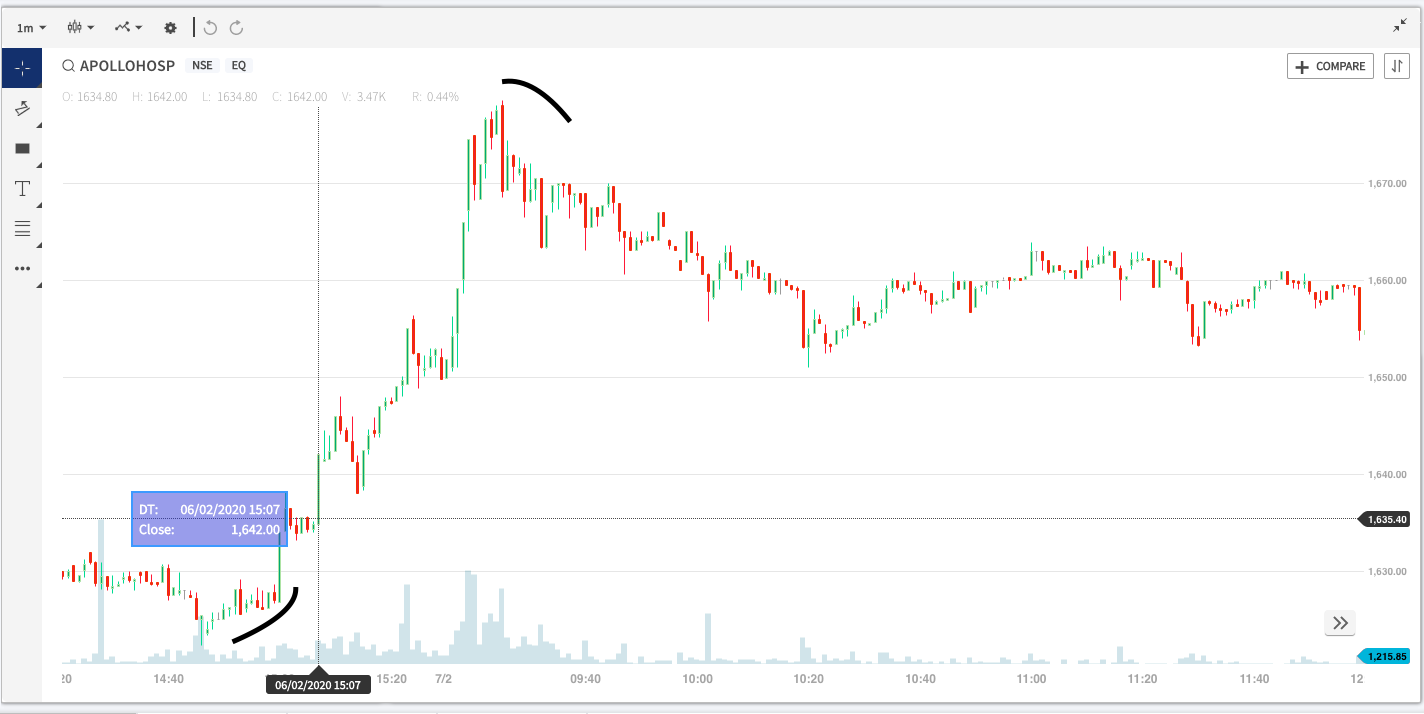 1m
APOLLOHOSP NSE EQ
COMPARE
O: 1634.80 H: 1642.00 L: 1634.80 C: 1642.00 V: 3.47K R: 0.44%
T
1,670.00
1,660.00
1,650.00
1,640.00
DT: 06/02/2020 15:07
Close: 1,642.00
1,635.40
1,630.00
1,215.85
20 14:40 15:20 7/2 09:40 10:00 10:20 10:40 11:00 11:20 11:40 12
06/02/2020 15:07